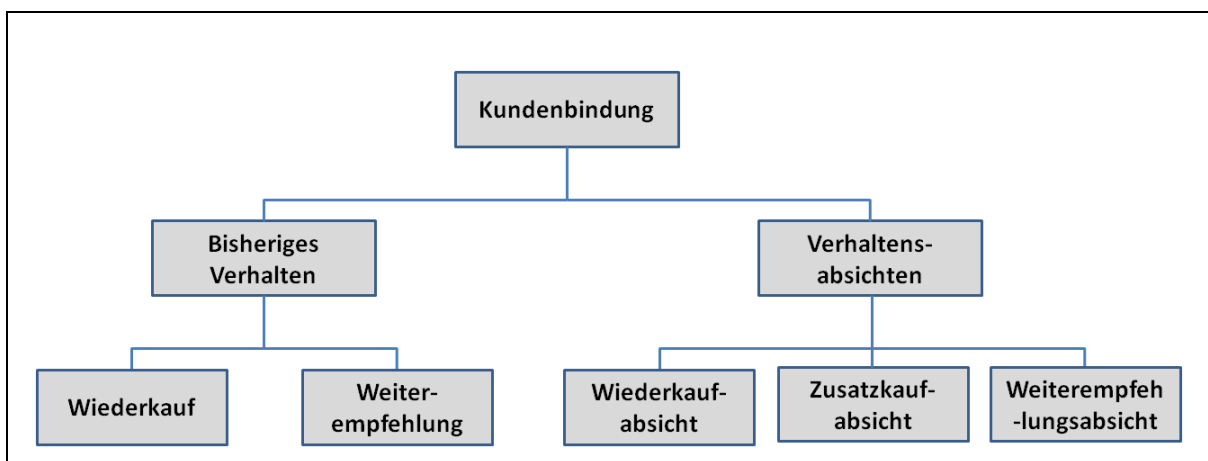 Kundenbindung
Bisheriges
Verhalten
Verhaltens-
absichten
Wiederkauf
Weiter-
empfehlung
Wiederkauf-
absicht
Zusatzkauf-
absicht
Weiterempfeh
-lungsabsicht